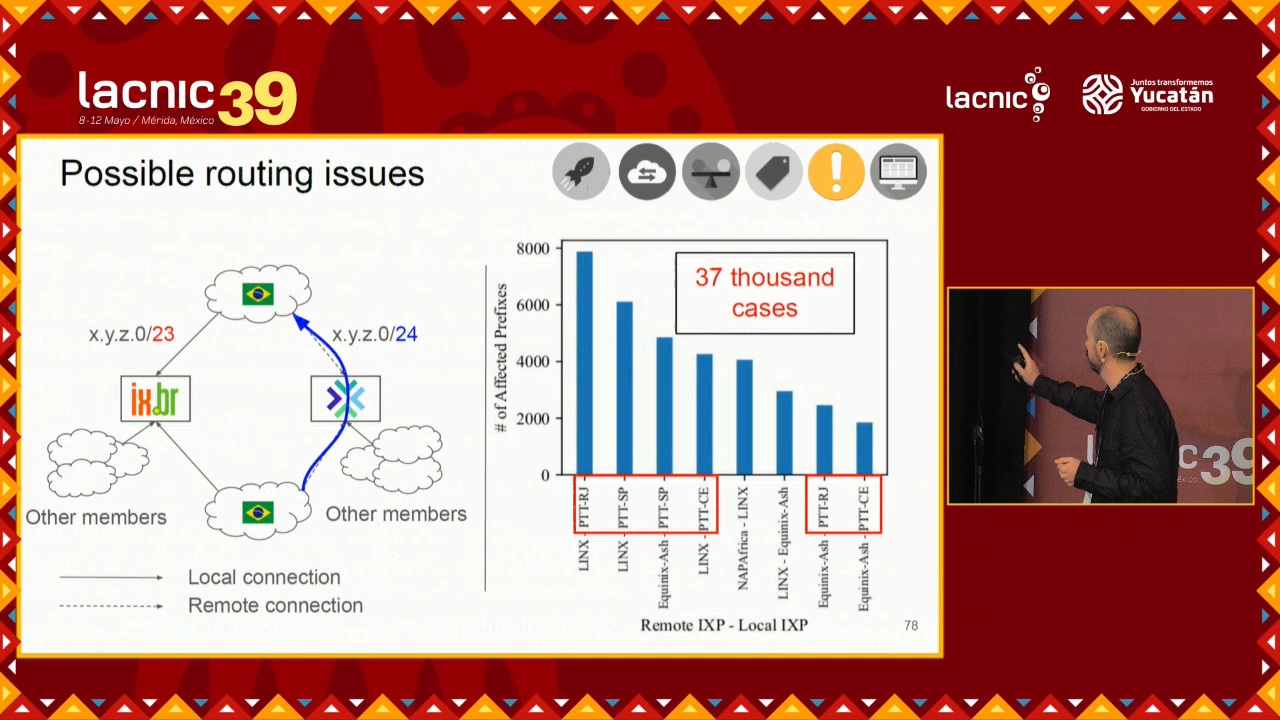 lacnic 39
8-12 Mayo / Mérida, México
lacnic
Juntos transformemos
Yucatán
GOBIERNO DEL ESTADO
Possible routing issues
x.y.z.0/23
x.y.z.0/24
ix.br
Other members
Other members
Local connection
Remote connection
37 thousand
cases
# of Affected Prefixes
8000
6000
4000
2000
0
LINX - PTT-RJ
LINX - PTT-SP
Equinix-Ash - PTT-SP
LINX - PTT-CE
NAPAfrica - LINX
LINX - Equinix-Ash
Equinix-Ash - PTT-RJ
Equinix-Ash - PTT-CE
Remote IXP - Local IXP
78
39